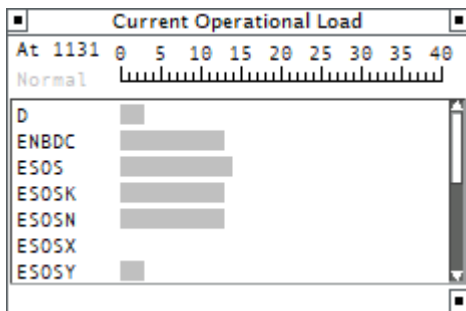 Current Operational Load
At 1131 0 5 10 15 20 25 30 35 40
Normal
D
ENBDC
ESOS
ESOSK
ESOSN
ESOSX
ESOSY